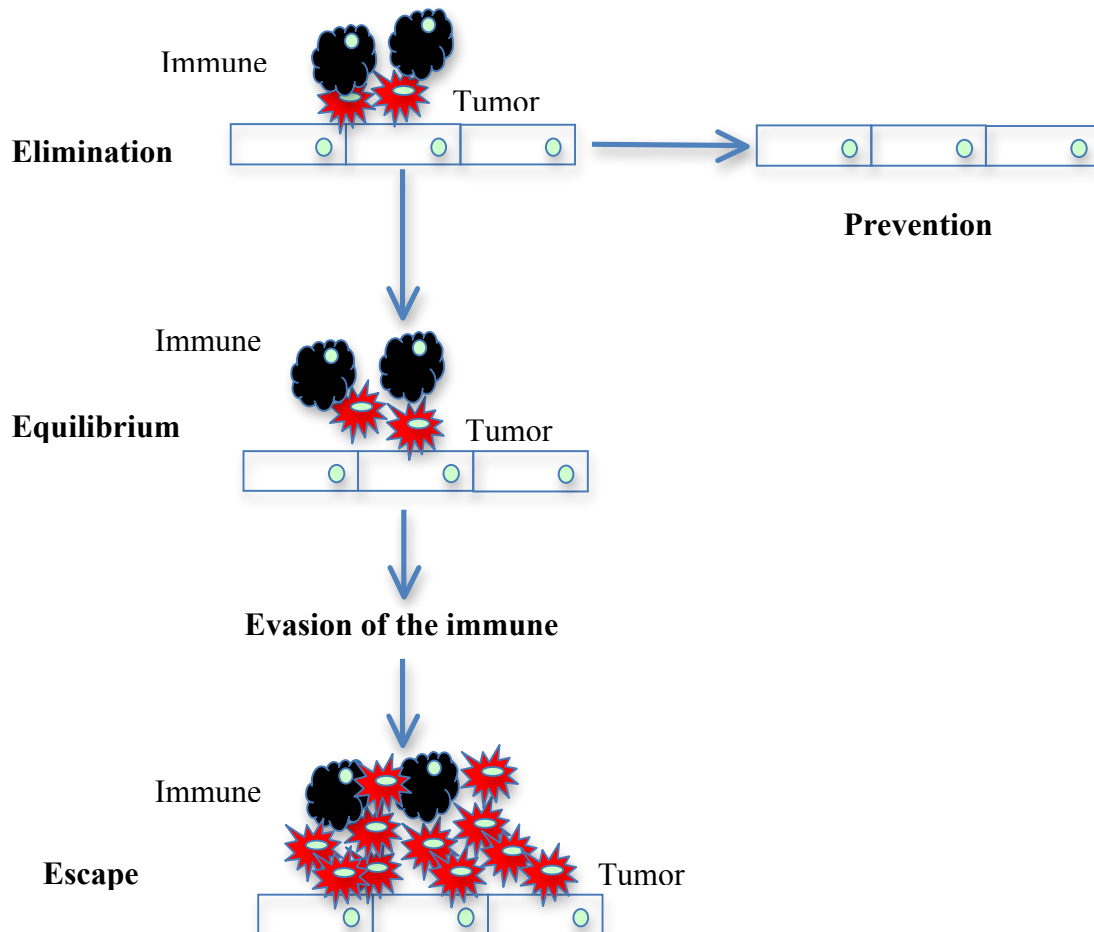 Immune
Tumor
Elimination
Prevention
Immune
Equilibrium
Tumor
Evasion of the immune
Immune
Escape
Tumor